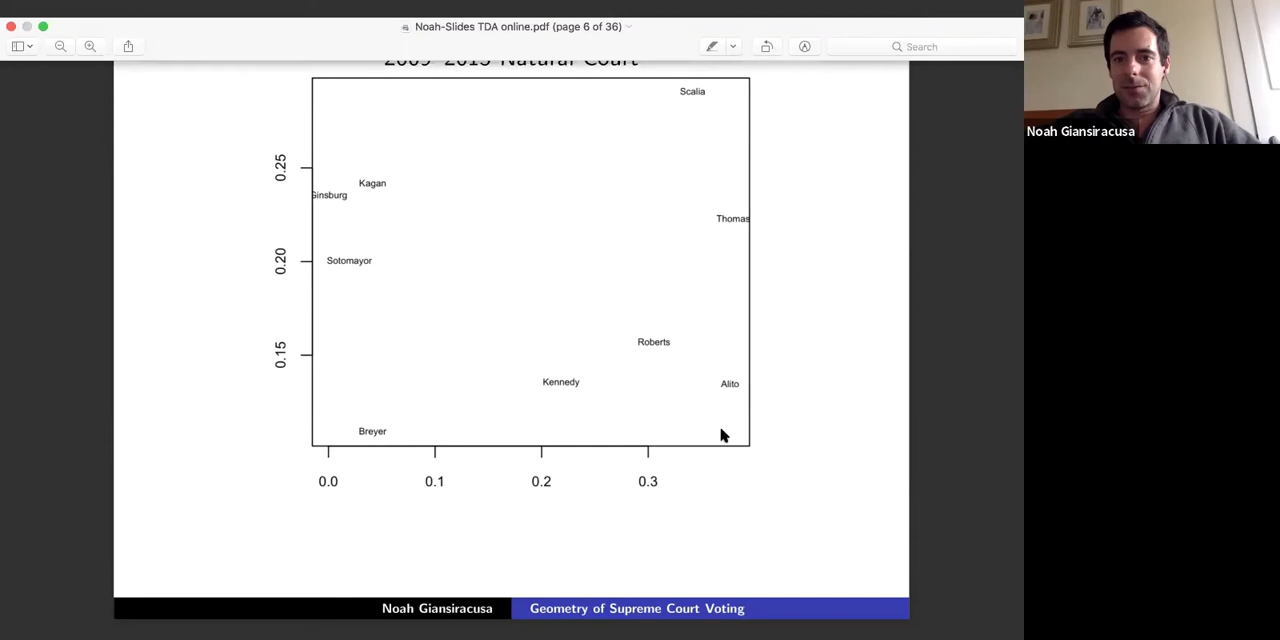 Noah-Slides TDA online.pdf (page 6 of 36)
Search
Noah Giansiracusa
Scalia
0.25
Kagan
Ginsburg
Thomas
0.20
Sotomayor
Roberts
0.15
Kennedy
Alito
Breyer
0.0 0.1 0.2 0.3
Noah Giansiracusa Geometry of Supreme Court Voting